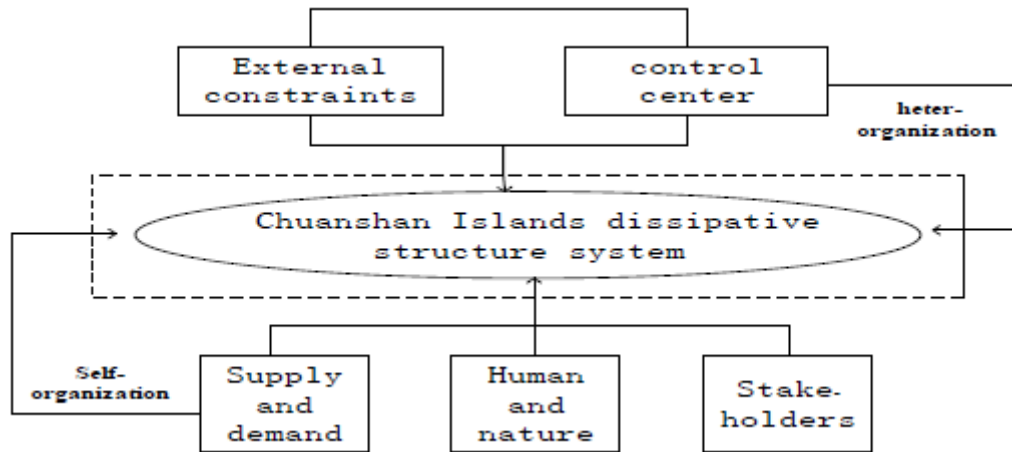 External
constraints
control
center
heter-
organization
Chuanshan Islands dissipative
structure system
Self-
organization
Supply
and
demand
Human
and
nature
Stake-
holders